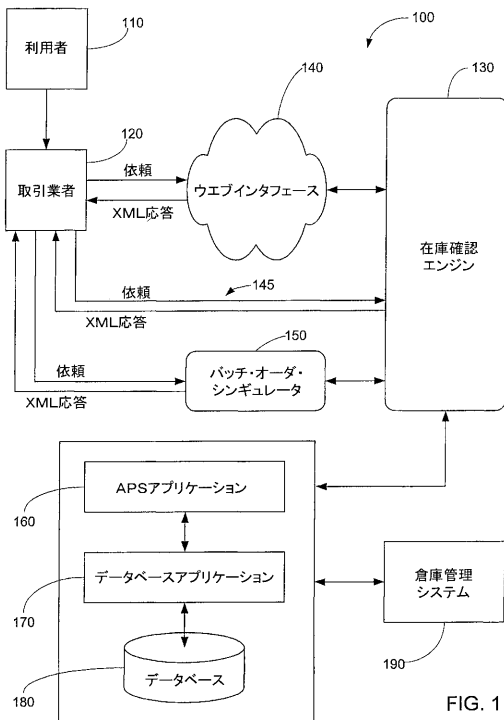 利用者
110
100
取引業者
120
依頼
XML応答
140
ウエブインタフェース
130
在庫確認
エンジン
依頼
145
XML応答
依頼
XML応答
150
バッチ・オーダ・
シンギュレータ
APSアプリケーション
160
データベースアプリケーション
170
データベース
180
倉庫管理
システム
190
FIG. 1